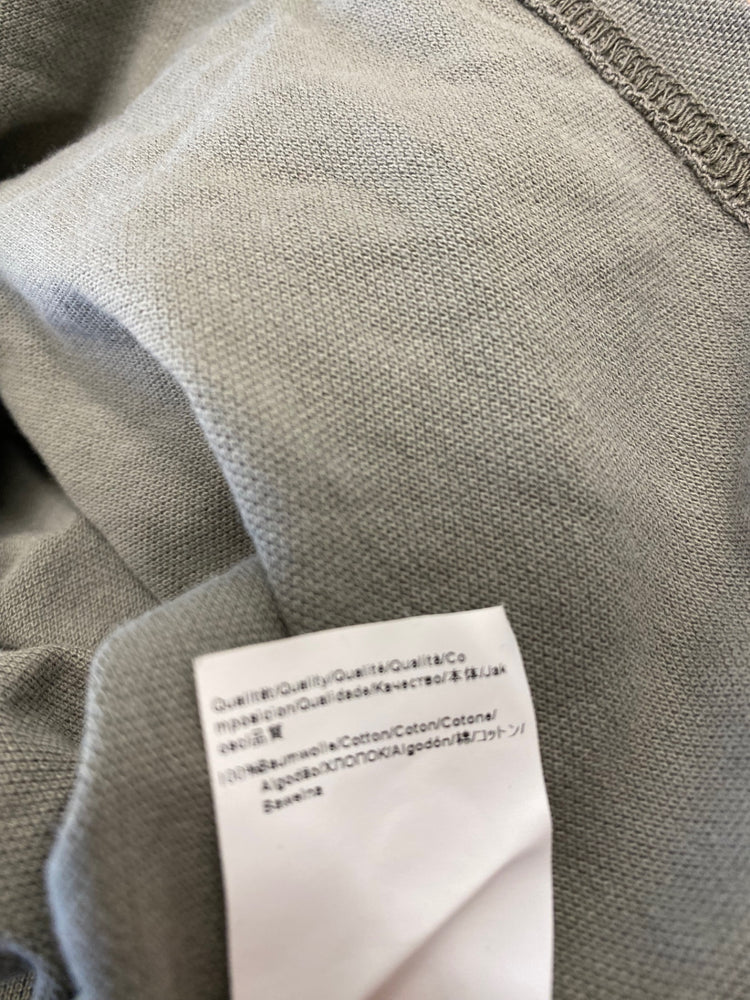 Qualität/Quality/Qualité/Qualità/Co
mposición/Qualidade/Качество/本体/Jak
ość/品質
100%Baumwolle/Cotton/Coton/Cotone/
Algodão/ХЛОПОК/Algodón/綿/コットン/
Bawełna